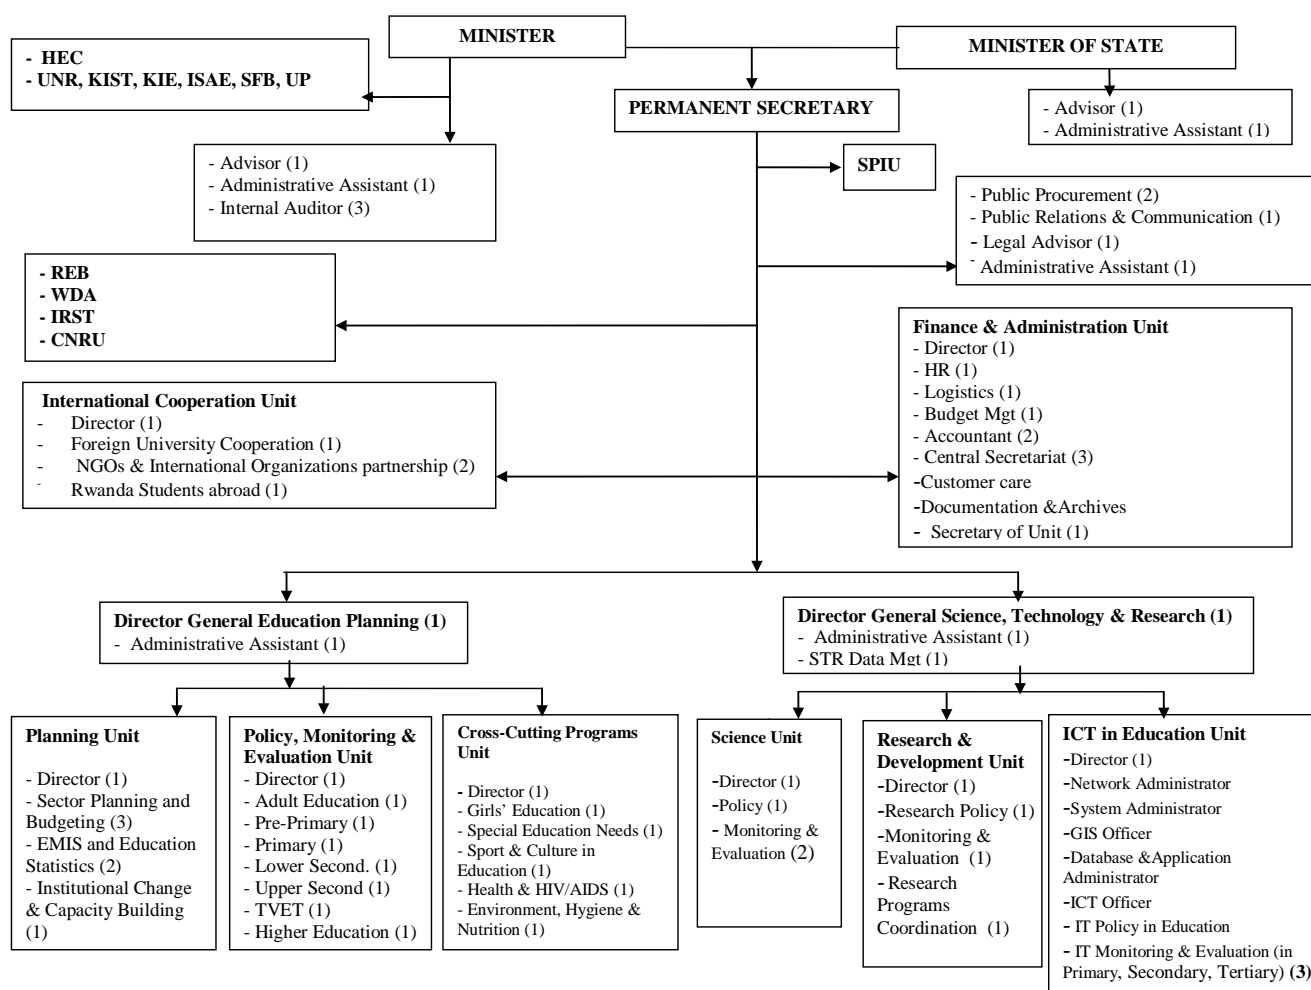 MINISTER
MINISTER OF STATE
- HEC
- UNR, KIST, KIE, ISAE, SFB, UP
PERMANENT SECRETARY
- Advisor (1)
- Administrative Assistant (1)
- Advisor (1)
- Administrative Assistant (1)
- Internal Auditor (3)
SPIU
- Public Procurement (2)
- Public Relations & Communication (1)
- Legal Advisor (1)
- Administrative Assistant (1)
- REB
- WDA
- IRST
- CNRU
Finance & Administration Unit
- Director (1)
- HR (1)
- Logistics (1)
- Budget Mgt (1)
- Accountant (2)
- Central Secretariat (3)
-Customer care
-Documentation &Archives
- Secretary of Unit (1)
International Cooperation Unit
- Director (1)
- Foreign University Cooperation (1)
- NGOs & International Organizations partnership (2)
- Rwanda Students abroad (1)
Director General Education Planning (1)
- Administrative Assistant (1)
Director General Science, Technology & Research (1)
- Administrative Assistant (1)
- STR Data Mgt (1)
Planning Unit
- Director (1)
- Sector Planning and
Budgeting (3)
- EMIS and Education
Statistics (2)
- Institutional Change
& Capacity Building
(1)
Policy, Monitoring &
Evaluation Unit
- Director (1)
- Adult Education (1)
- Pre-Primary (1)
- Primary (1)
- Lower Second. (1)
- Upper Second (1)
- TVET (1)
- Higher Education (1)
Cross-Cutting Programs
Unit
- Director (1)
- Girls' Education (1)
- Special Education Needs (1)
- Sport & Culture in
Education (1)
- Health & HIV/AIDS (1)
- Environment, Hygiene &
Nutrition (1)
Science Unit
-Director (1)
-Policy (1)
- Monitoring &
Evaluation (2)
Research &
Development Unit
-Director (1)
-Research Policy (1)
-Monitoring &
Evaluation (1)
- Research
Programs
Coordination (1)
ICT in Education Unit
-Director (1)
-Network Administrator
-System Administrator
-GIS Officer
-Database &Application
Administrator
-ICT Officer
- IT Policy in Education
- IT Monitoring & Evaluation (in
Primary, Secondary, Tertiary) (3)